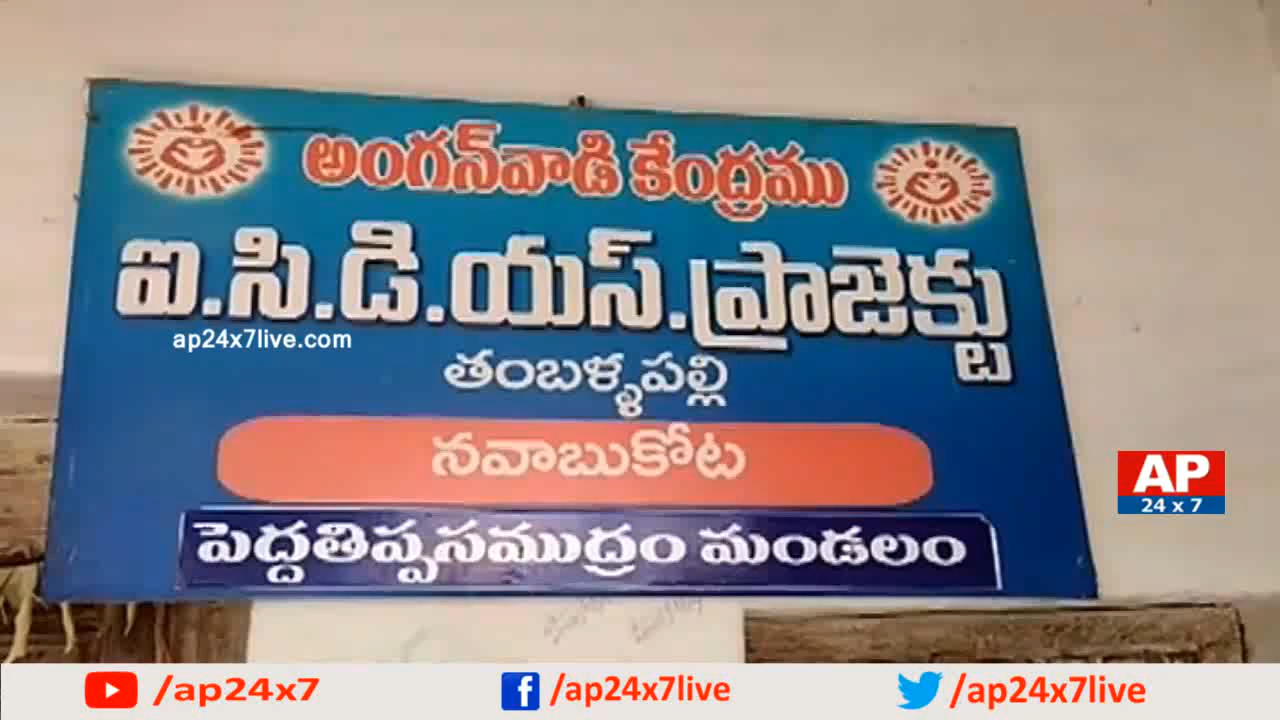 అంగన్‌వాడి కేంద్రము
ఐ.సి.డి.యస్.ప్రాజెక్టు
ap24x7live.com
తంబళ్ళపల్లి
నవాబుకోట
పెద్దతిప్పసముద్రం మండలం
AP
24 x 7
/ap24x7
/ap24x7live
/ap24x7live